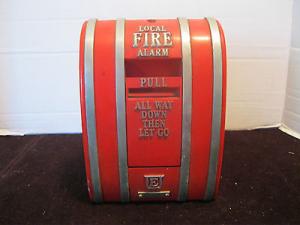 LOCAL
FIRE
ALARM
PULL
ALL WAY
DOWN
THEN
LET GO
E